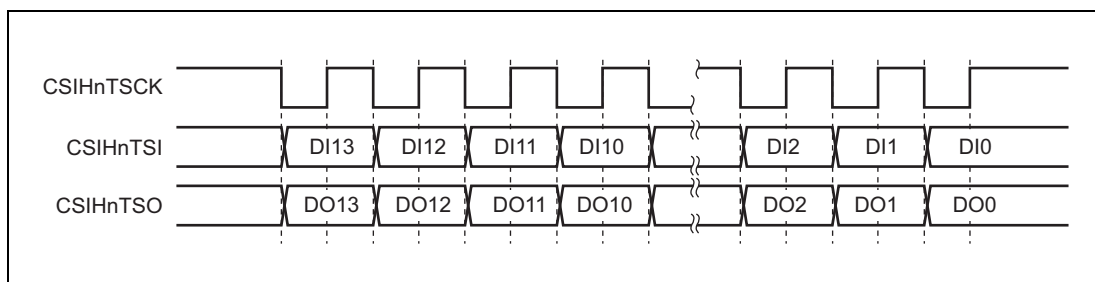 CSIHnTSCK
CSIHnTSI DI13 DI12 DI11 DI10 DI2 DI1 DI0
CSIHnTSO DO13 DO12 DO11 DO10 DO2 DO1 DO0